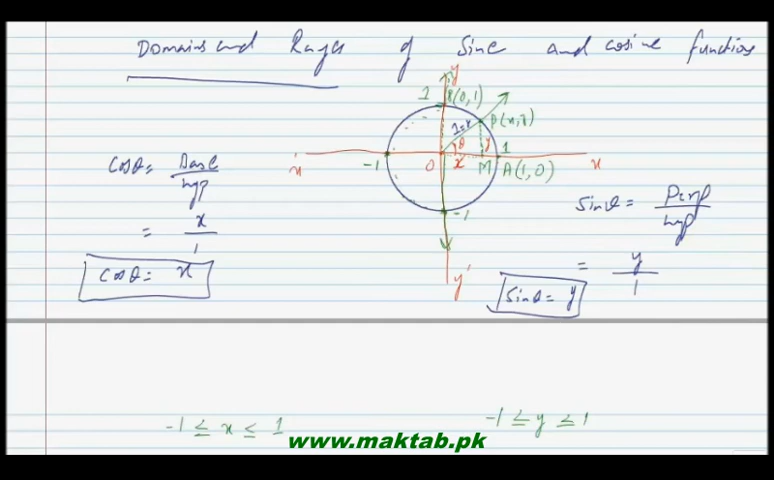 Domains and Ranges of Sine and cosine functions
y
1 B(0, 1)
P(x, y)
1=r
θ
y
1
x'
-1
O
x
M
A(1, 0)
x
-1
y'
cosθ = Base/hyp
= x/1
cosθ = x
Sinθ = Perp/hyp
= y/1
Sinθ = y
-1 ≤ x ≤ 1
-1 ≤ y ≤ 1
www.maktab.pk